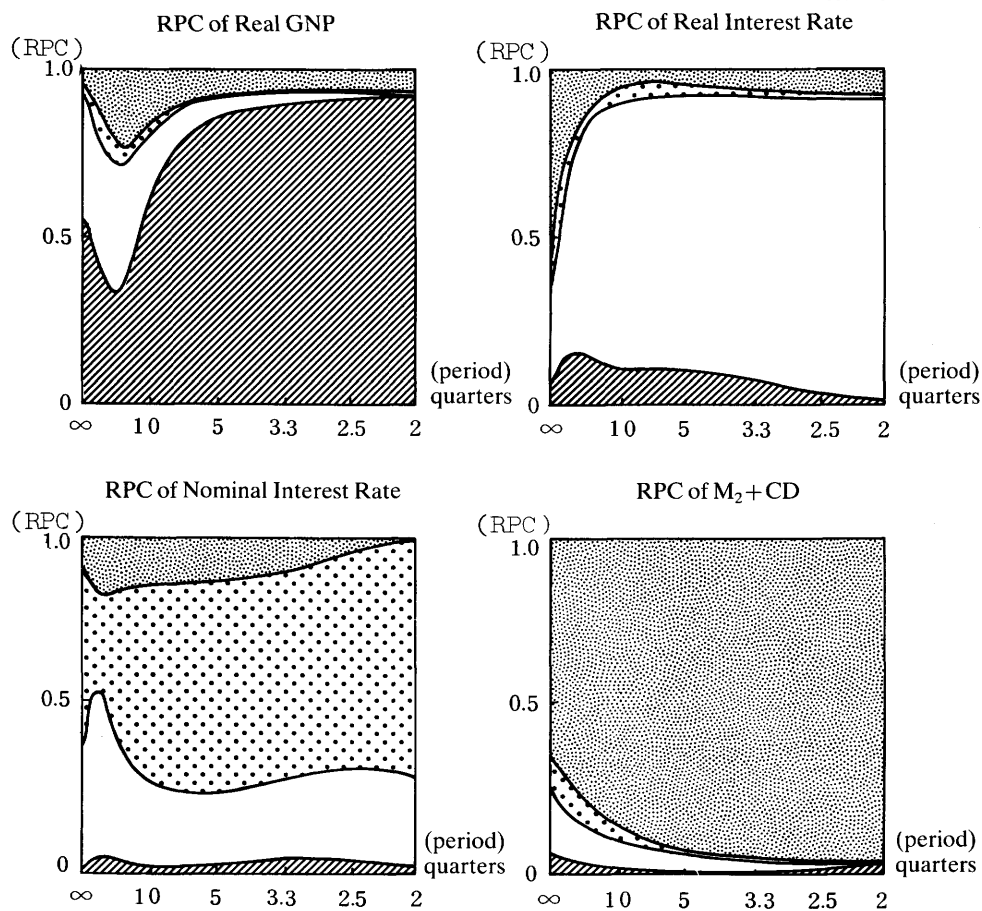 RPC of Real GNP
(RPC)
1.0
0.5
0
(period)
quarters
∞ 10 5 3.3 2.5 2
RPC of Real Interest Rate
(RPC)
1.0
0.5
0
(period)
quarters
∞ 10 5 3.3 2.5 2
RPC of Nominal Interest Rate
(RPC)
1.0
0.5
0
(period)
quarters
∞ 10 5 3.3 2.5 2
RPC of M₂+CD
(RPC)
1.0
0.5
0
(period)
quarters
∞ 10 5 3.3 2.5 2